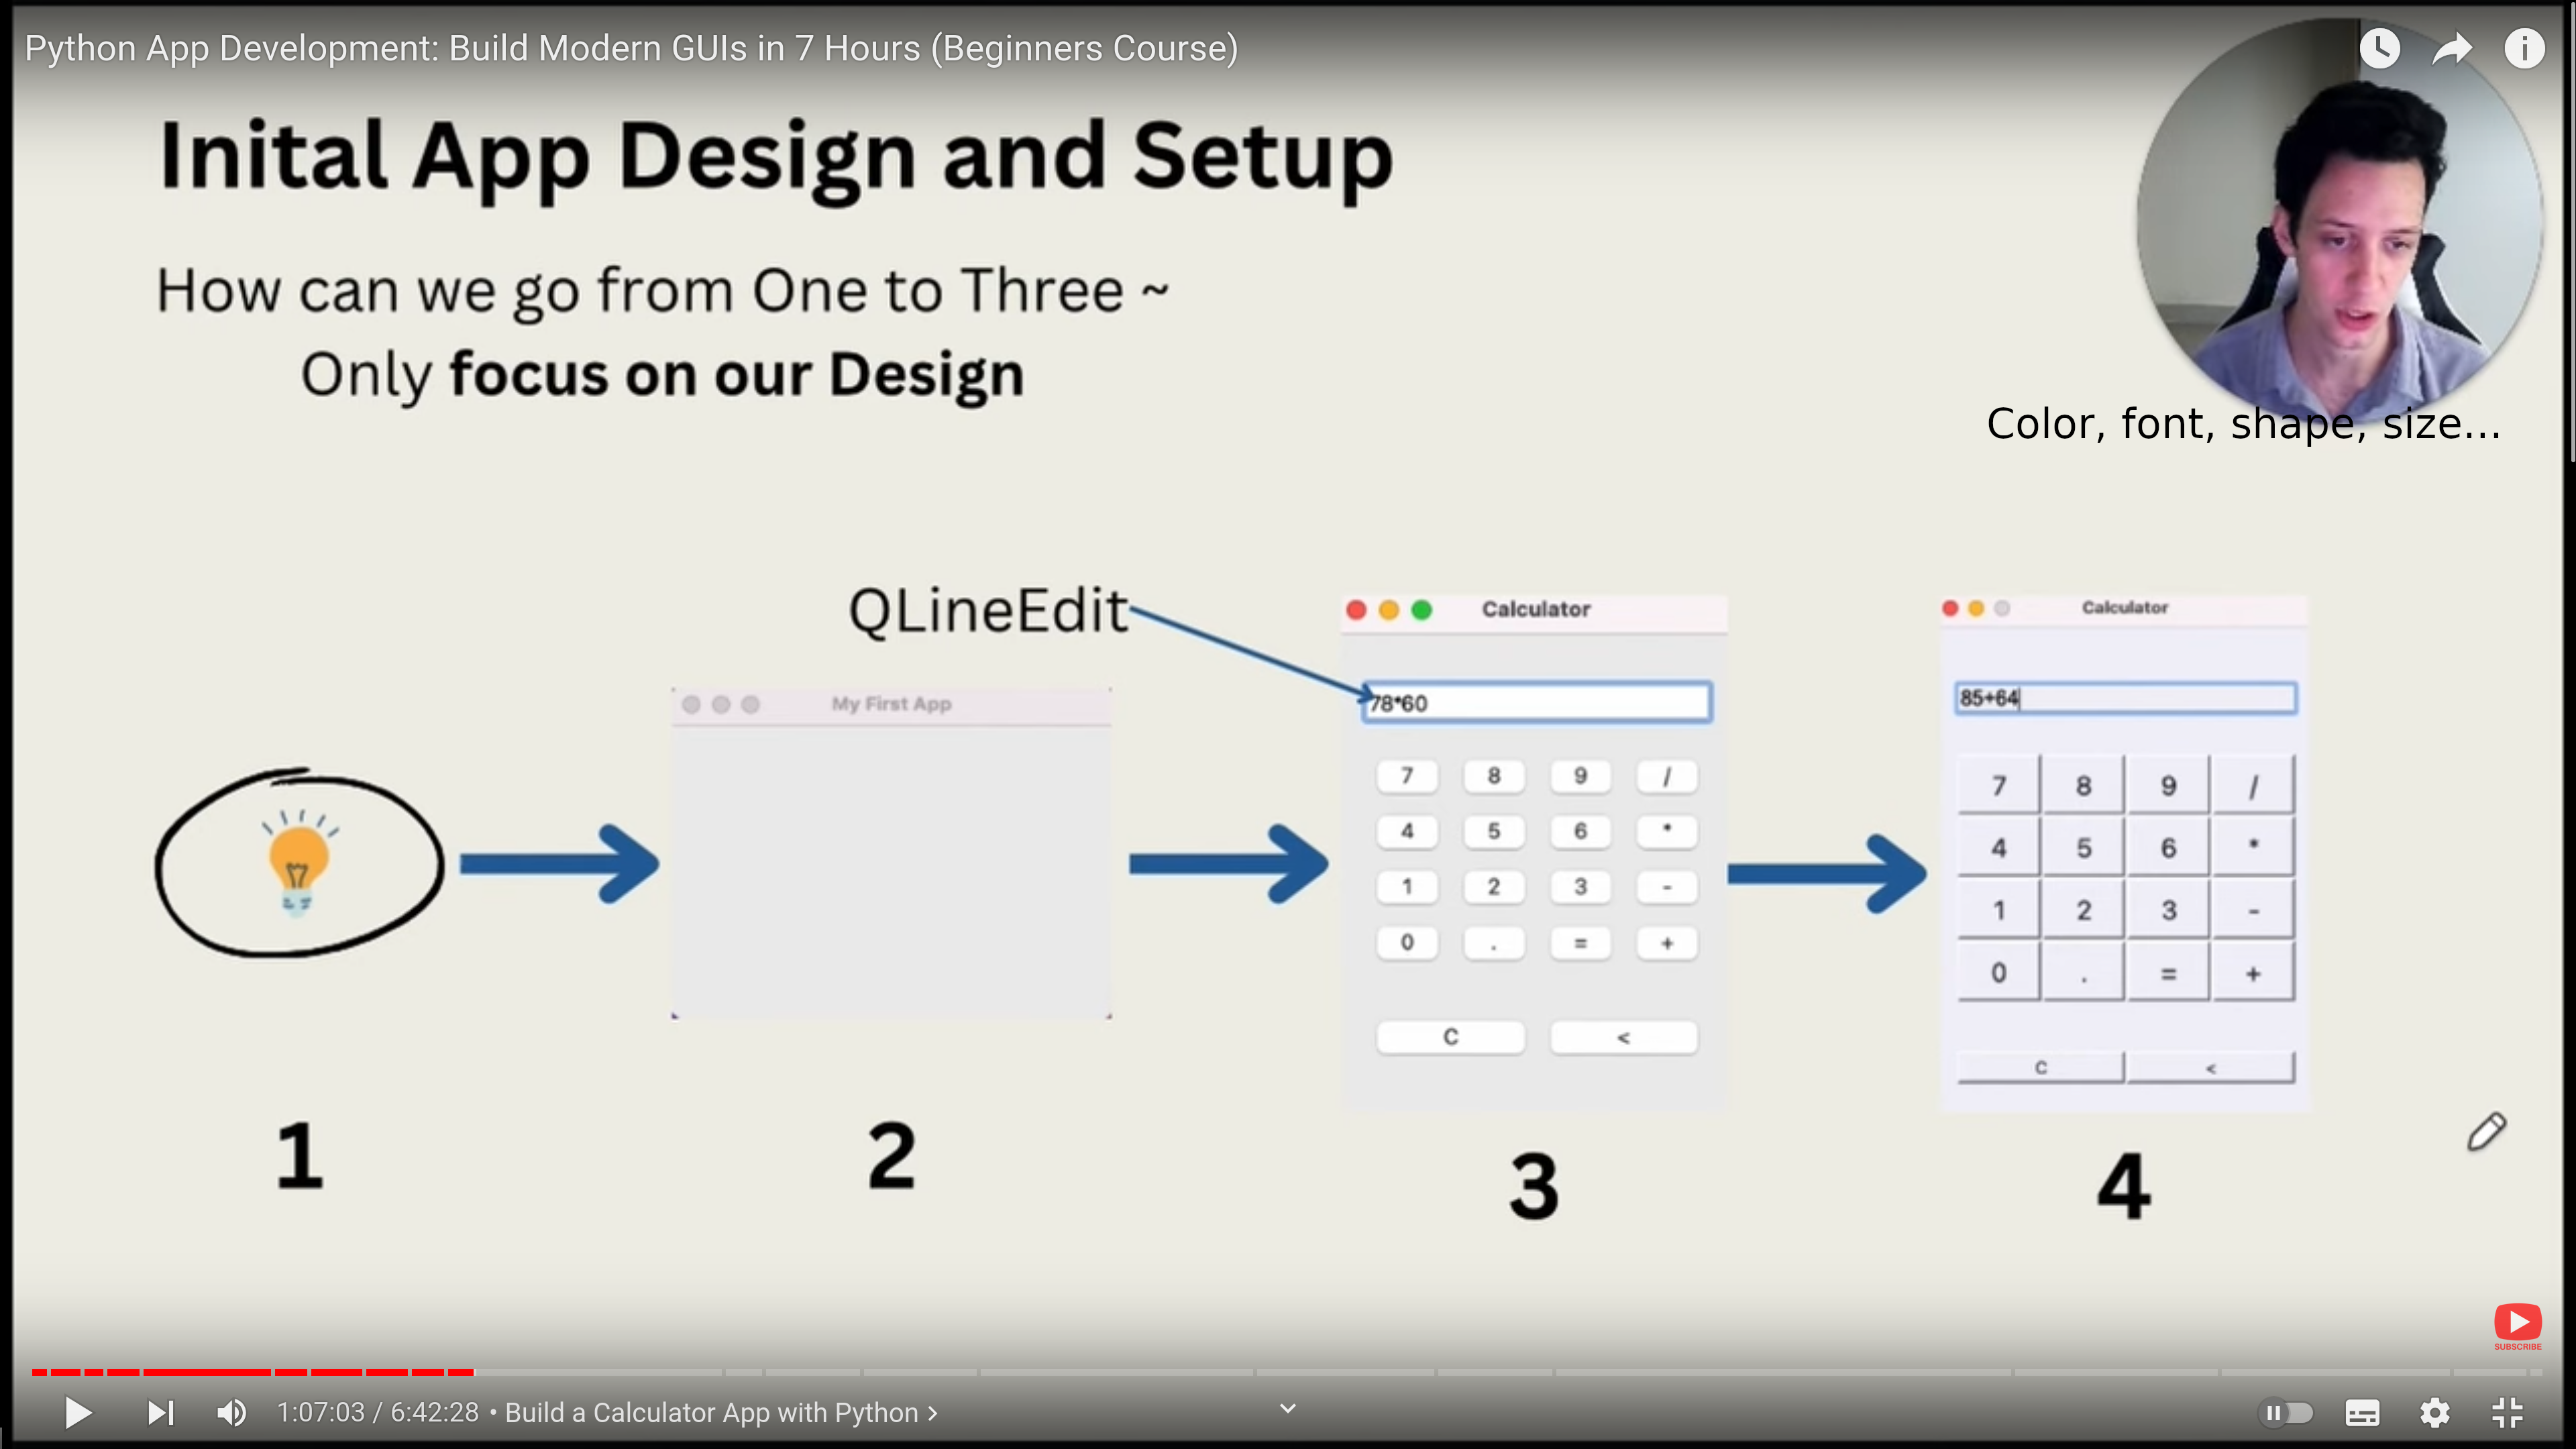 Python App Development: Build Modern GUIs in 7 Hours (Beginners Course)
Inital App Design and Setup
How can we go from One to Three ~
Only focus on our Design
Color, font, shape, size...
QLineEdit
My First App
Calculator
78*60
7 8 9 /
4 5 6 *
1 2 3 -
0 . = +
C <
Calculator
85+64
7 8 9 /
4 5 6 *
1 2 3 -
0 . = +
C <
1
2
3
4
SUBSCRIBE
1:07:03 / 6:42:28 • Build a Calculator App with Python >